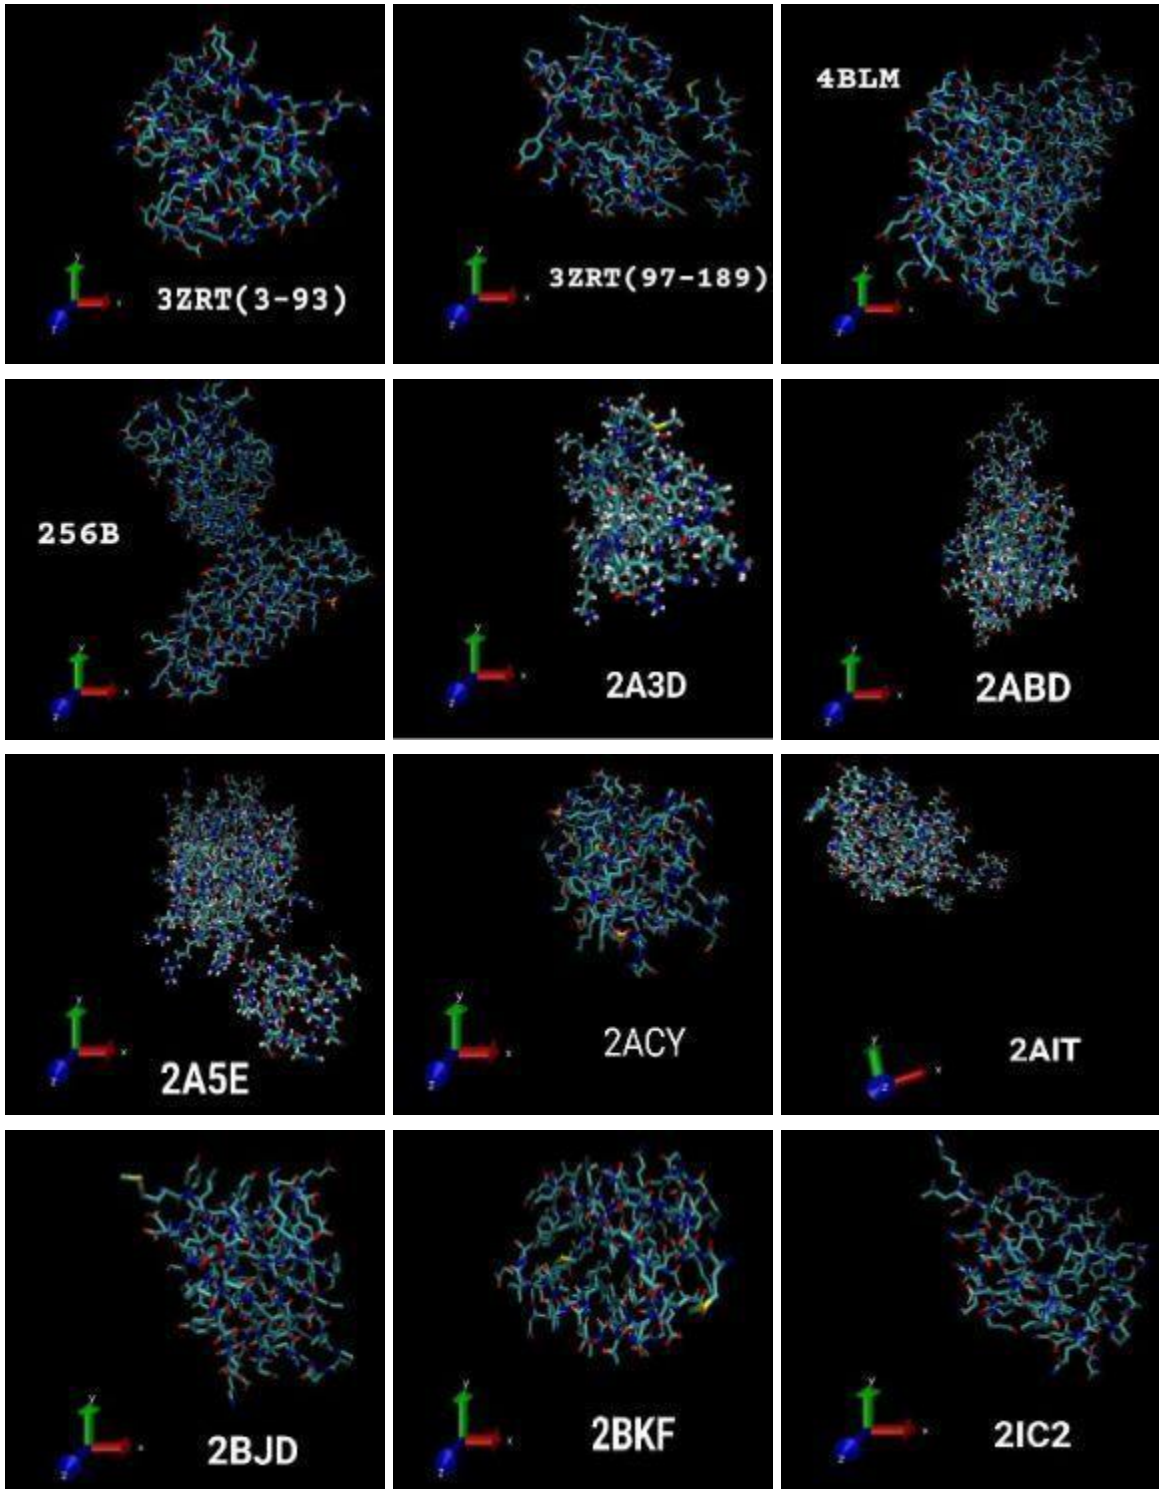 3ZRT(3-93)
3ZRT(97-189)
4BLM
256B
2A3D
2ABD
2A5E
2ACY
2AIT
2BJD
2BKF
2IC2